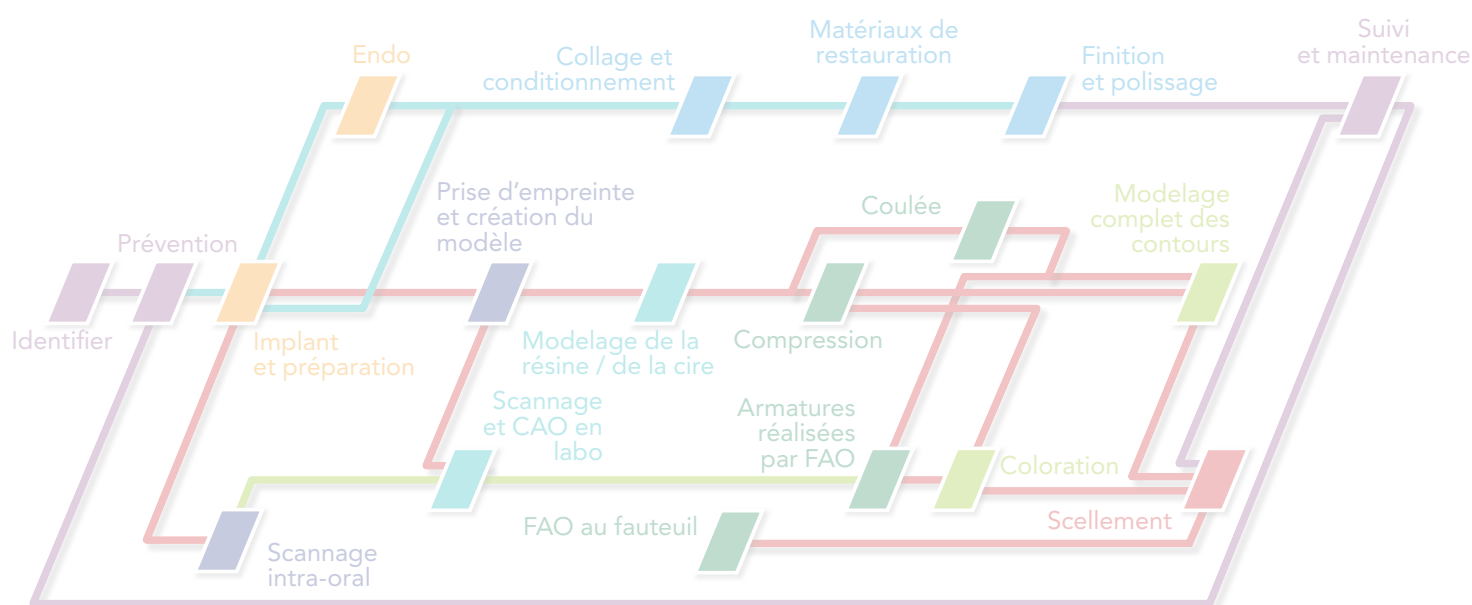 Suivi
et maintenance
Matériaux de
restauration
Endo
Collage et
conditionnement
Finition
et polissage
Prise d’empreinte
et création du
modèle
Coulée
Modelage
complet des
contours
Prévention
Identifier
Implant
et préparation
Modelage de la
résine / de la cire
Compression
Scannage
et CAO en
labo
Armatures
réalisées
par FAO
Coloration
Scellement
FAO au fauteuil
Scannage
intra-oral